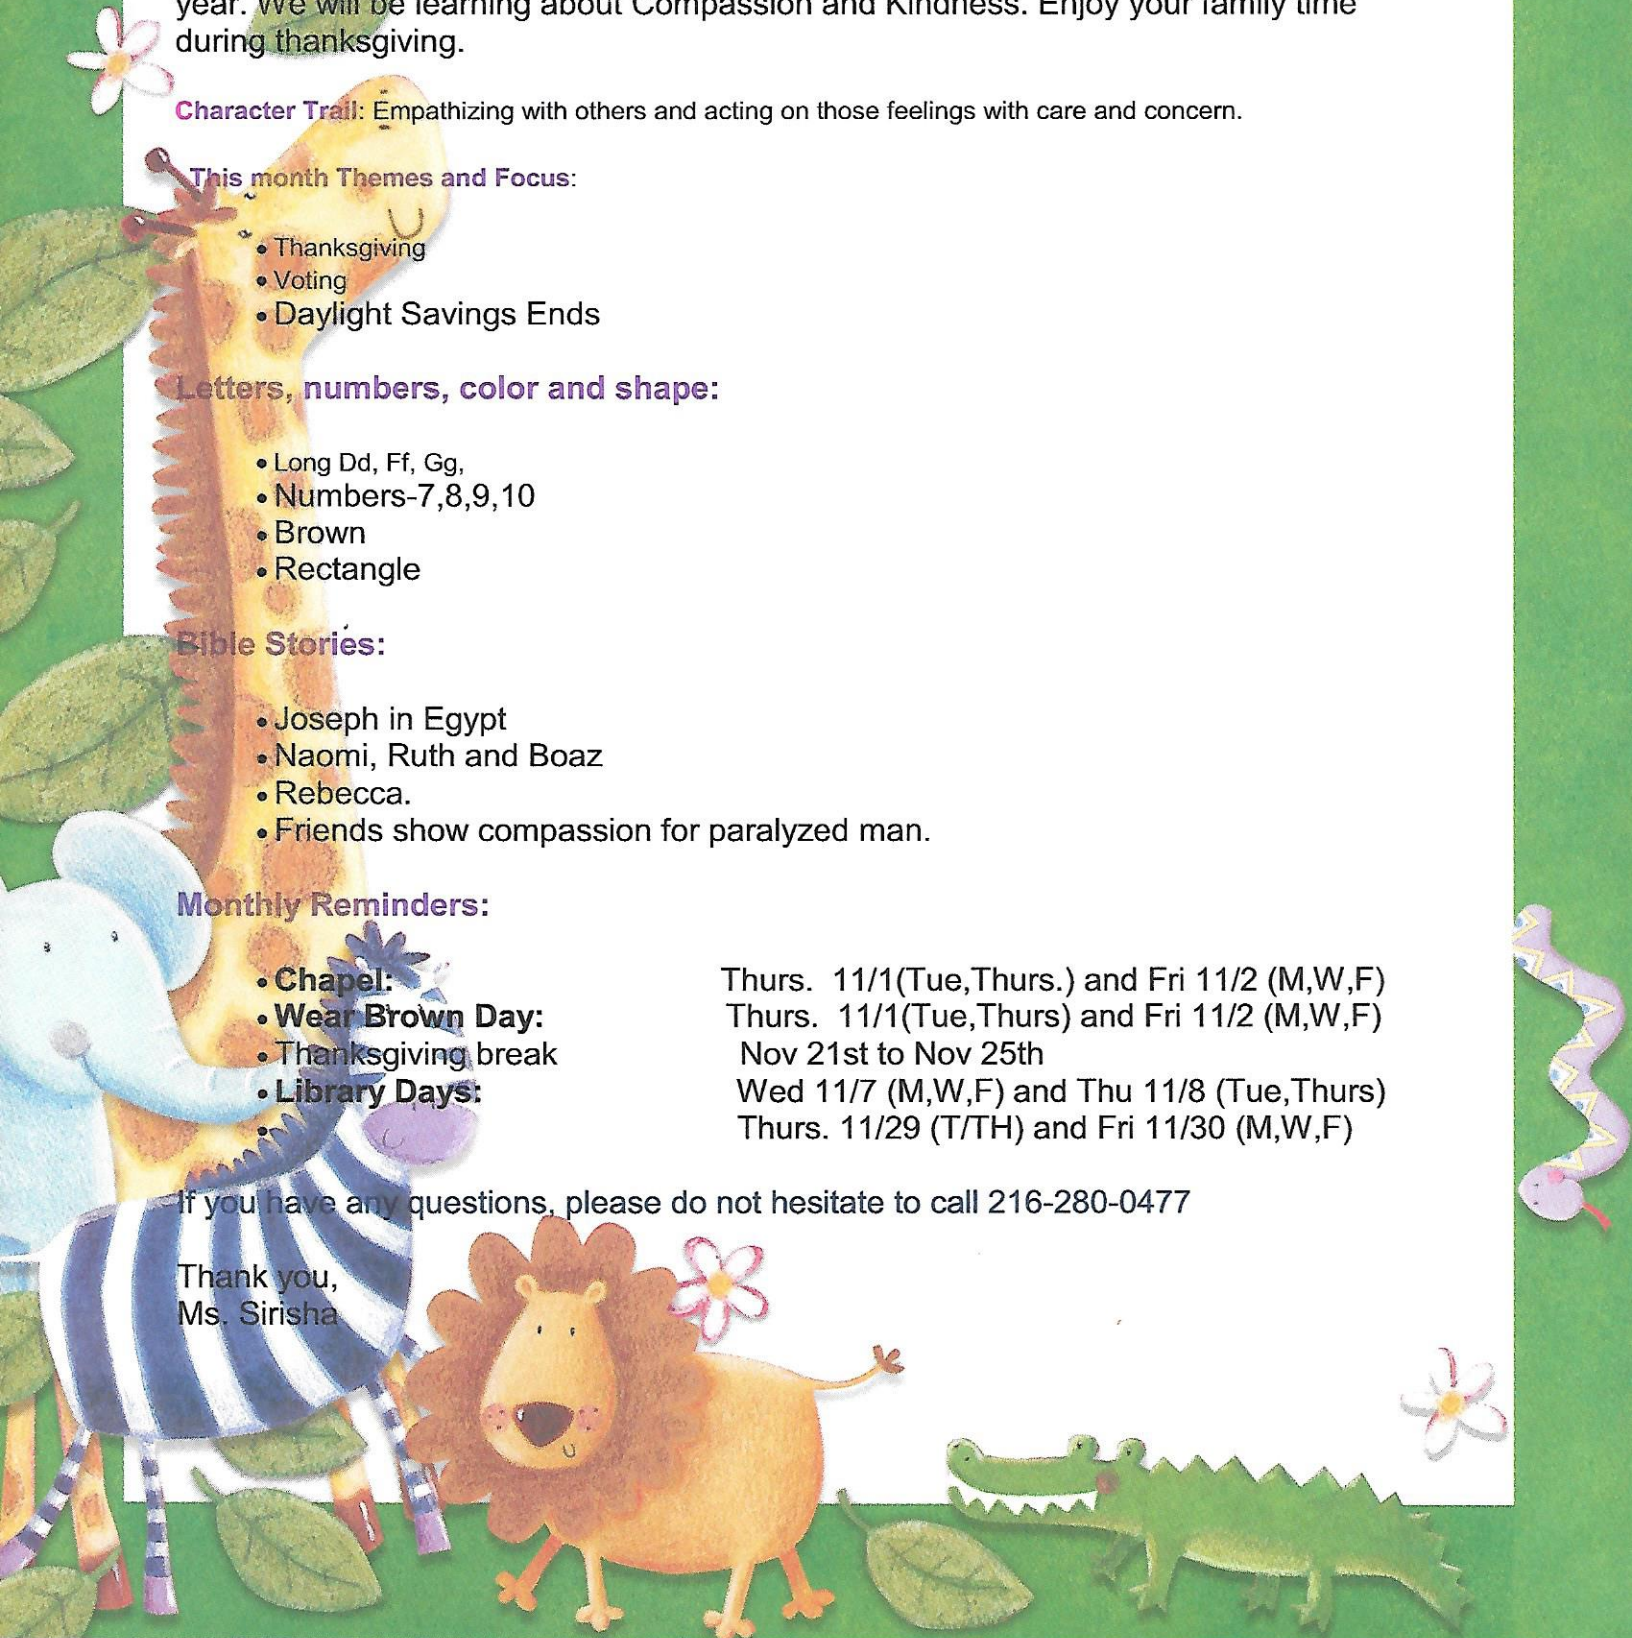 year. We will be learning about Compassion and Kindness. Enjoy your family time
during thanksgiving.
Character Trail: Empathizing with others and acting on those feelings with care and concern.
This month Themes and Focus:
• Thanksgiving
• Voting
• Daylight Savings Ends
Letters, numbers, color and shape:
• Long Dd, Ff, Gg,
• Numbers-7,8,9,10
• Brown
• Rectangle
Bible Stories:
• Joseph in Egypt
• Naomi, Ruth and Boaz
• Rebecca.
• Friends show compassion for paralyzed man.
Monthly Reminders:
• Chapel: Thurs. 11/1(Tue,Thurs.) and Fri 11/2 (M,W,F)
• Wear Brown Day: Thurs. 11/1(Tue,Thurs) and Fri 11/2 (M,W,F)
• Thanksgiving break Nov 21st to Nov 25th
• Library Days: Wed 11/7 (M,W,F) and Thu 11/8 (Tue,Thurs)
• Thurs. 11/29 (T/TH) and Fri 11/30 (M,W,F)
If you have any questions, please do not hesitate to call 216-280-0477
Thank you,
Ms. Sirisha